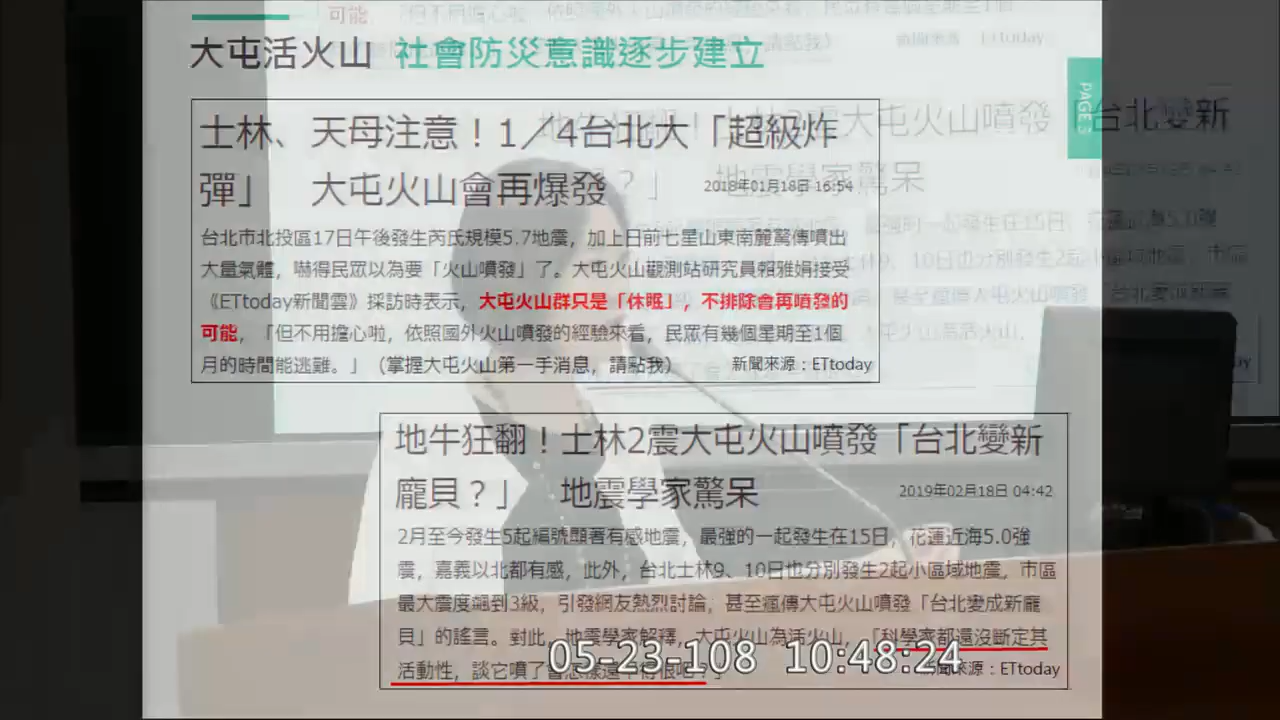 大屯活火山 社會防災意識逐步建立
PAGE 3
士林、天母注意！1／4台北大「超級炸
彈」 大屯火山會再爆發
2018年01月18日 16:54
台北市北投區17日午後發生芮氏規模5.7地震，加上日前七星山東南麓驚傳噴出
大量氣體，嚇得民眾以為要「火山噴發」了。大屯火山觀測站研究員賴雅娟接受
《ETtoday新聞雲》採訪時表示，大屯火山群只是「休眠」，不排除會再噴發的
可能，「但不用擔心啦，依照國外火山噴發的經驗來看，民眾有幾個星期至1個
月的時間能逃難。」（掌握大屯火山第一手消息，請點我）
新聞來源：ETtoday
地牛狂翻！士林2震大屯火山噴發「台北變新
龐貝？」 地震學家驚呆
2019年02月18日 04:42
2月至今發生5起編號顯著有感地震，最強的一起發生在15日，花蓮近海5.0強
震，嘉義以北都有感，此外，台北士林9、10日也分別發生2起小區域地震，市區
最大震度飆到3級，引發網友熱烈討論，甚至瘋傳大屯火山噴發「台北變成新龐
貝」的謠言。對此，地震學家解釋，大屯火山為活火山，「科學家都還沒斷定其
活動性，談它噴了會怎樣還早得很吧？」
新聞來源：ETtoday
05.23.108 10:48:24